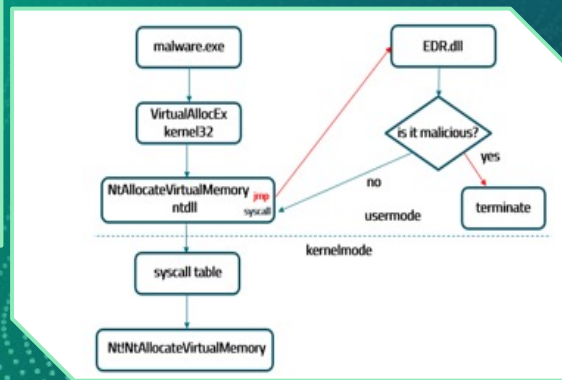 malware.exe
EDR.dll
VirtualAllocEx
kernel32
is it malicious?
yes
NtAllocateVirtualMemory
jmp
ntdll
syscall
no
usermode
terminate
kernelmode
syscall table
Nt!NtAllocateVirtualMemory